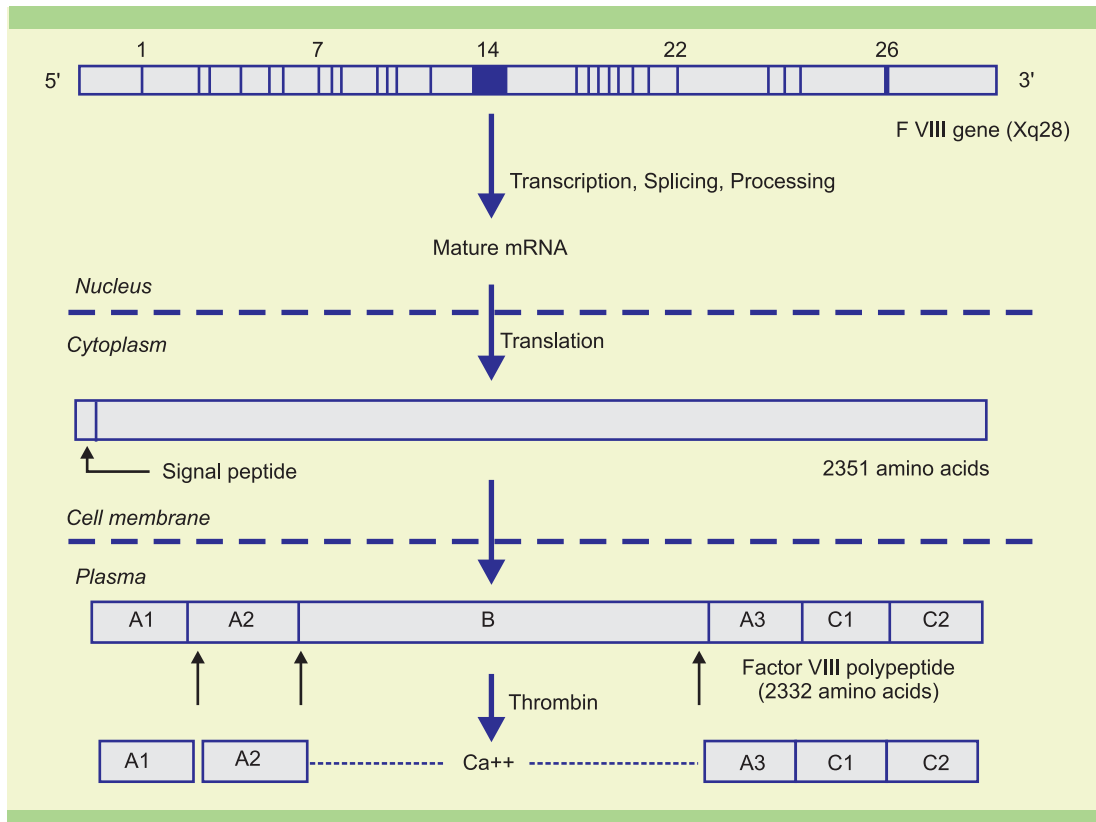 1 7 14 22 26
5' 3'
F VIII gene (Xq28)
Transcription, Splicing, Processing
Mature mRNA
Nucleus
Cytoplasm
Translation
Signal peptide
2351 amino acids
Cell membrane
Plasma
A1 A2 B A3 C1 C2
Factor VIII polypeptide
(2332 amino acids)
Thrombin
A1 A2 Ca++ A3 C1 C2